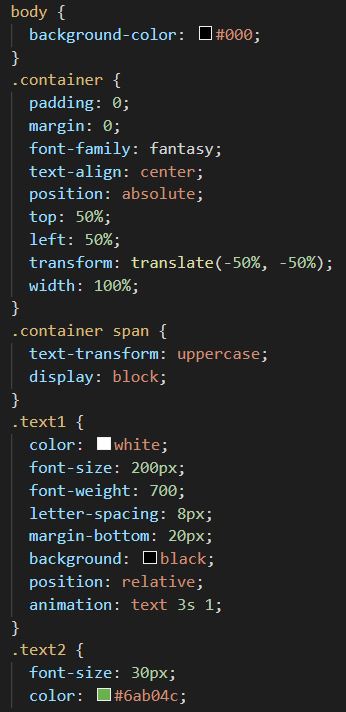 body {
background-color: #000;
}
.container {
padding: 0;
margin: 0;
font-family: fantasy;
text-align: center;
position: absolute;
top: 50%;
left: 50%;
transform: translate(-50%, -50%);
width: 100%;
}
.container span {
text-transform: uppercase;
display: block;
}
.text1 {
color: white;
font-size: 200px;
font-weight: 700;
letter-spacing: 8px;
margin-bottom: 20px;
background: black;
position: relative;
animation: text 3s 1;
}
.text2 {
font-size: 30px;
color: #6ab04c;